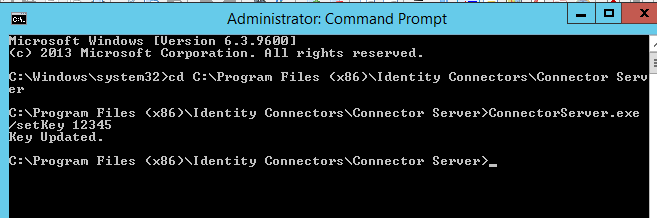 Administrator: Command Prompt
Microsoft Windows [Version 6.3.9600]
(c) 2013 Microsoft Corporation. All rights reserved.
C:\Windows\system32>cd C:\Program Files (x86)\Identity Connectors\Connector Serv
er
C:\Program Files (x86)\Identity Connectors\Connector Server>ConnectorServer.exe
/setKey 12345
Key Updated.
C:\Program Files (x86)\Identity Connectors\Connector Server>_